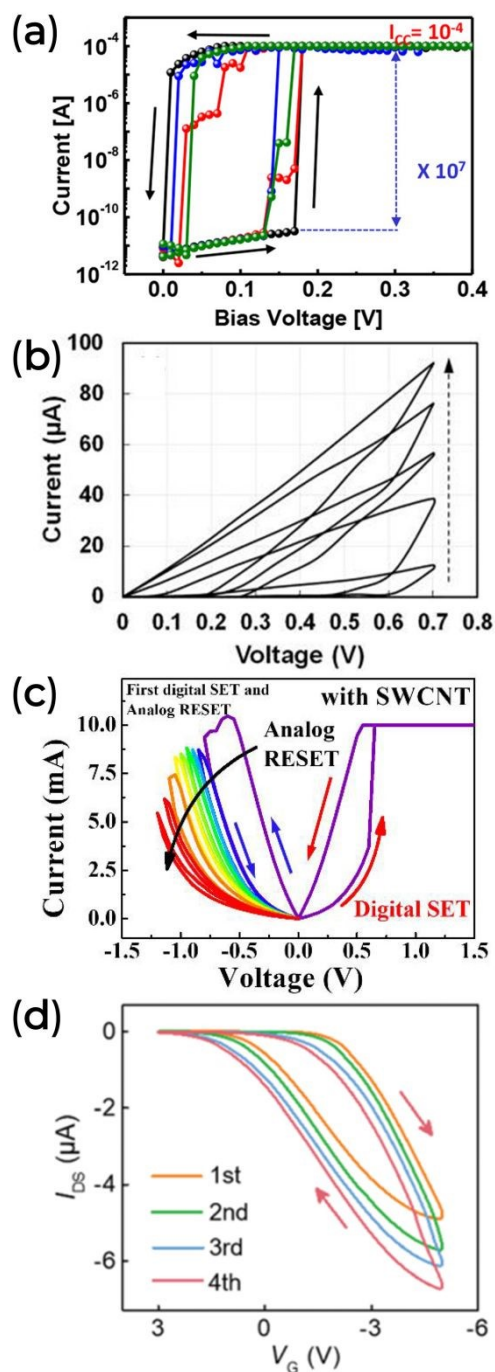 (a)
I_CC = 10^-4
10^-4
10^-6
10^-8
10^-10
10^-12
Current [A]
X 10^7
0.0 0.1 0.2 0.3 0.4
Bias Voltage [V]
(b)
100
80
60
40
20
0
Current (μA)
0 0.1 0.2 0.3 0.4 0.5 0.6 0.7 0.8
Voltage (V)
(c)
First digital SET and
Analog RESET
with SWCNT
Analog
RESET
10.0
7.5
5.0
2.5
0.0
Current (mA)
Digital SET
-1.5 -1.0 -0.5 0.0 0.5 1.0 1.5
Voltage (V)
(d)
0
-2
-4
-6
I_DS (μA)
1st
2nd
3rd
4th
3 0 -3 -6
V_G (V)